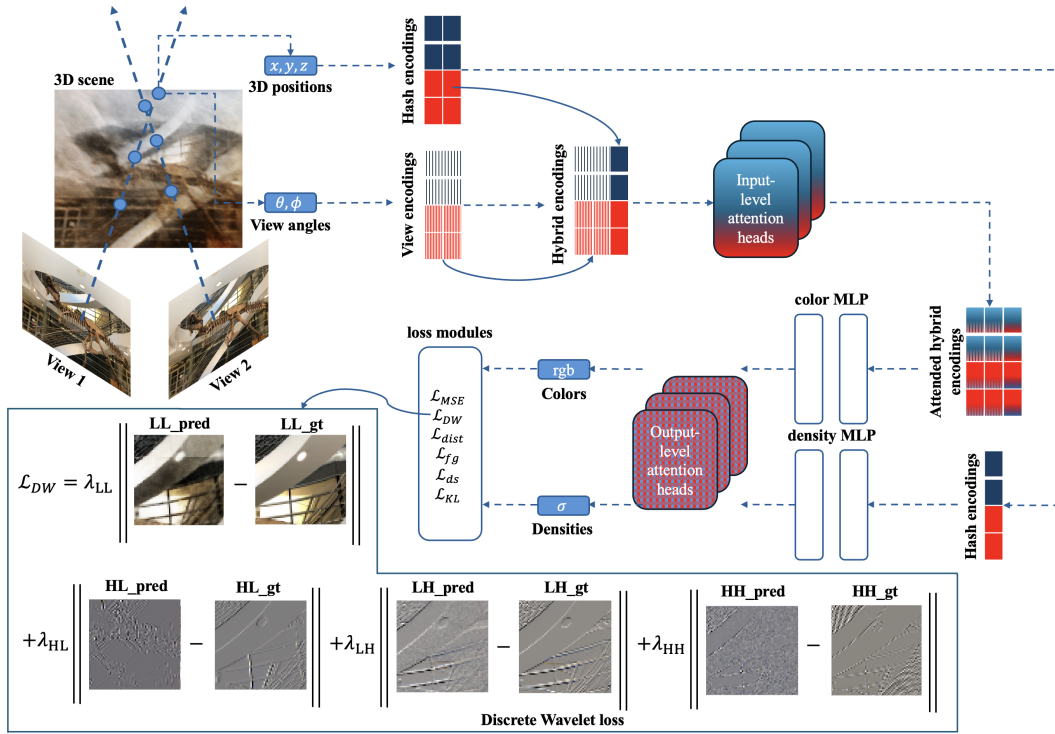 3D scene
x, y, z
3D positions
Hash encodings
θ, ϕ
View angles
View encodings
Hybrid encodings
Input-
level
attention
heads
View 1
View 2
loss modules
ℒ_MSE
ℒ_DW
ℒ_dist
ℒ_fg
ℒ_ds
ℒ_KL
rgb
Colors
σ
Densities
Output-
level
attention
heads
color MLP
density MLP
Attended hybrid
encodings
Hash encodings
LL_pred
LL_gt
ℒ_DW = λ_LL ‖ − ‖
HL_pred
HL_gt
+λ_HL ‖ − ‖
LH_pred
LH_gt
+λ_LH ‖ − ‖
HH_pred
HH_gt
+λ_HH ‖ − ‖
Discrete Wavelet loss